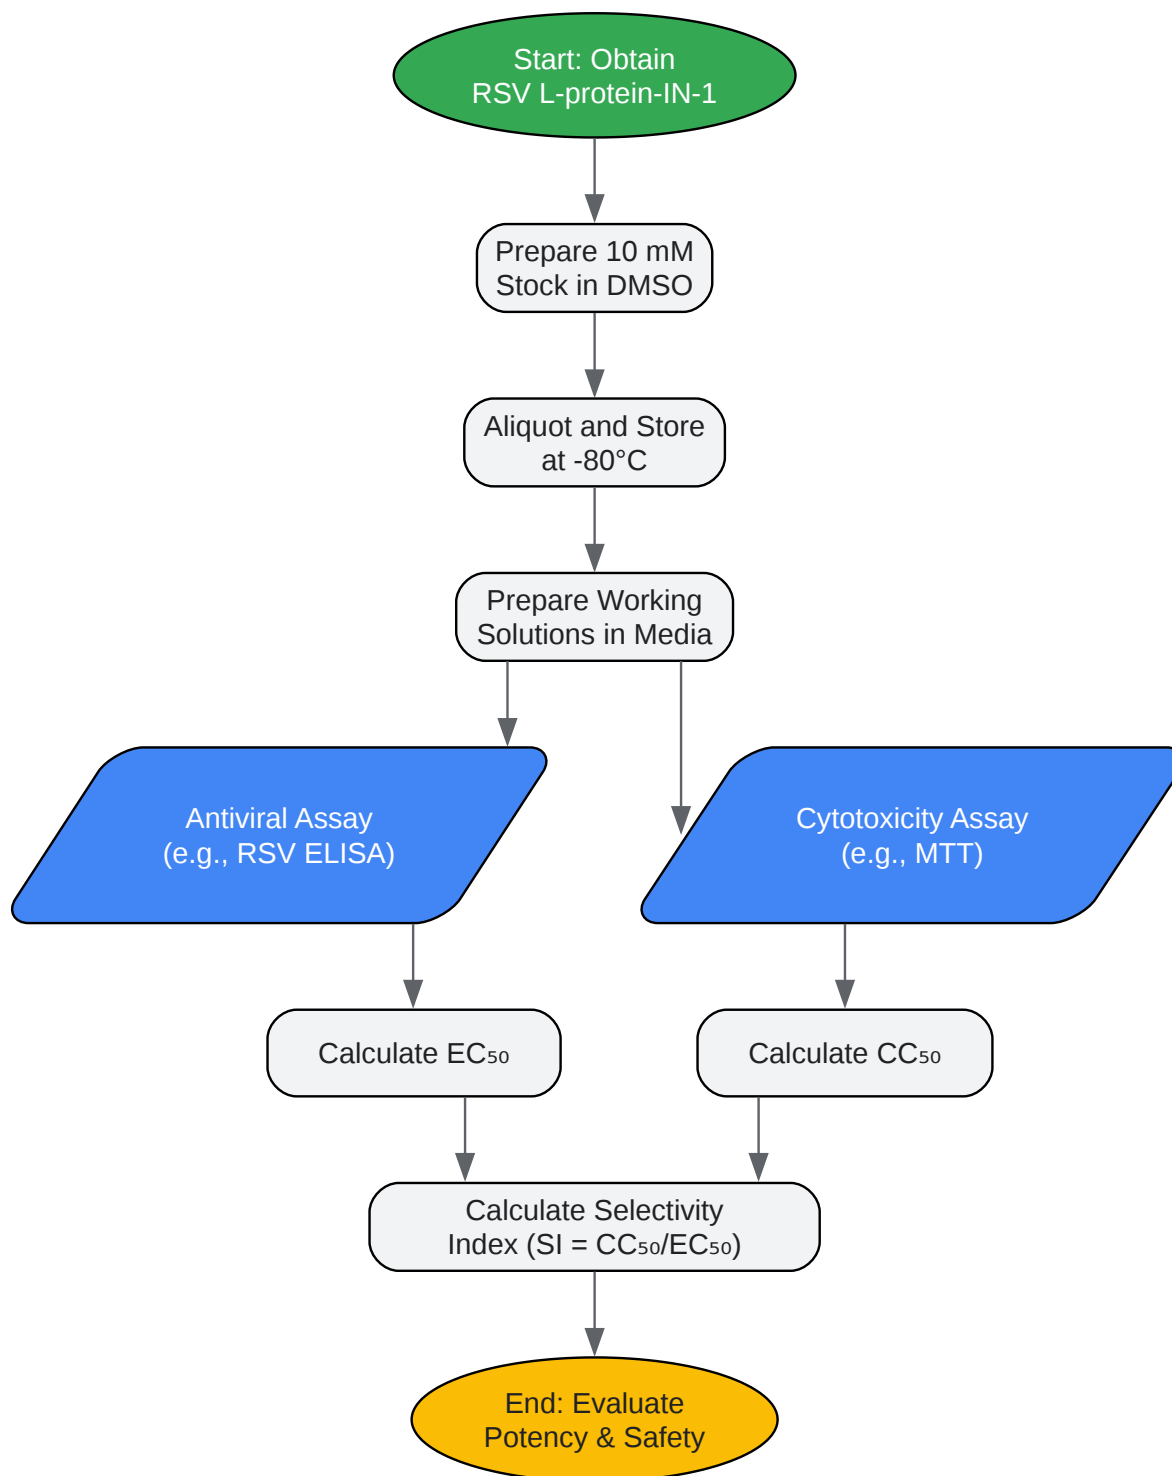 Start: Obtain
RSV L-protein-IN-1
Prepare 10 mM
Stock in DMSO
Aliquot and Store
at -80°C
Prepare Working
Solutions in Media
Antiviral Assay
(e.g., RSV ELISA)
Cytotoxicity Assay
(e.g., MTT)
Calculate EC₅₀
Calculate CC₅₀
Calculate Selectivity
Index (SI = CC₅₀/EC₅₀)
End: Evaluate
Potency & Safety